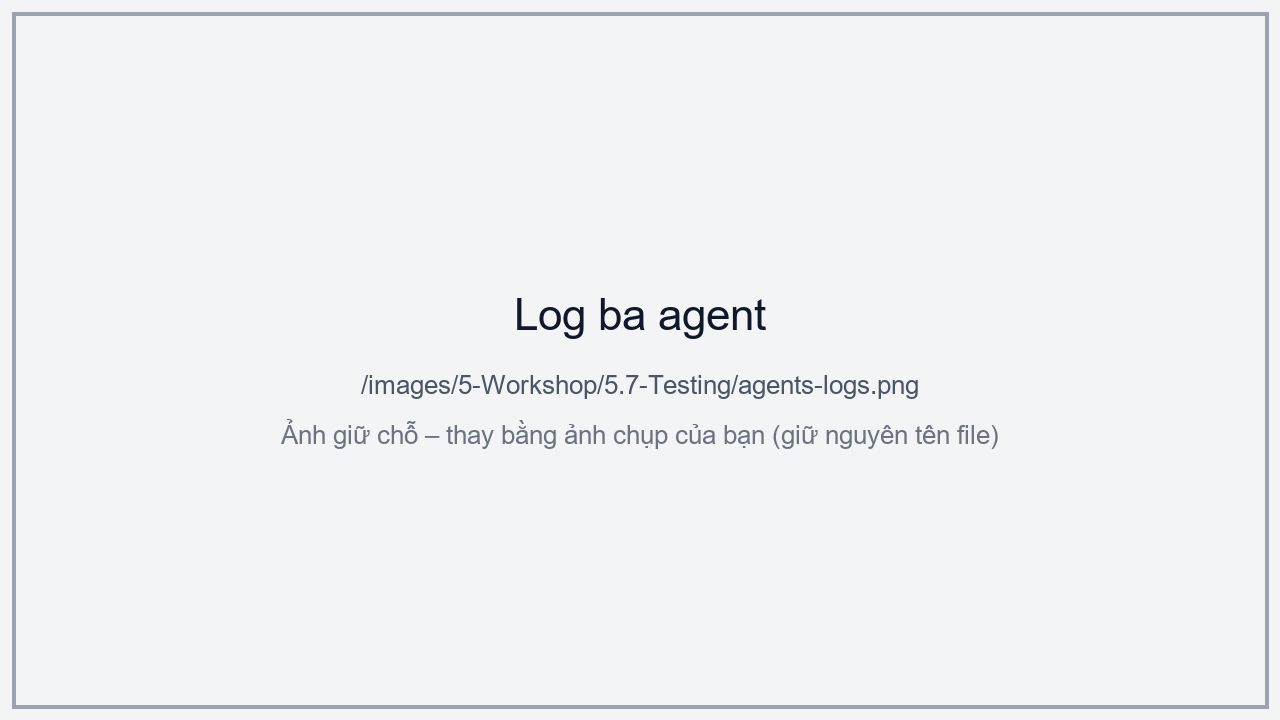 Log ba agent
/images/5-Workshop/5.7-Testing/agents-logs.png
Ảnh giữ chỗ – thay bằng ảnh chụp của bạn (giữ nguyên tên file)